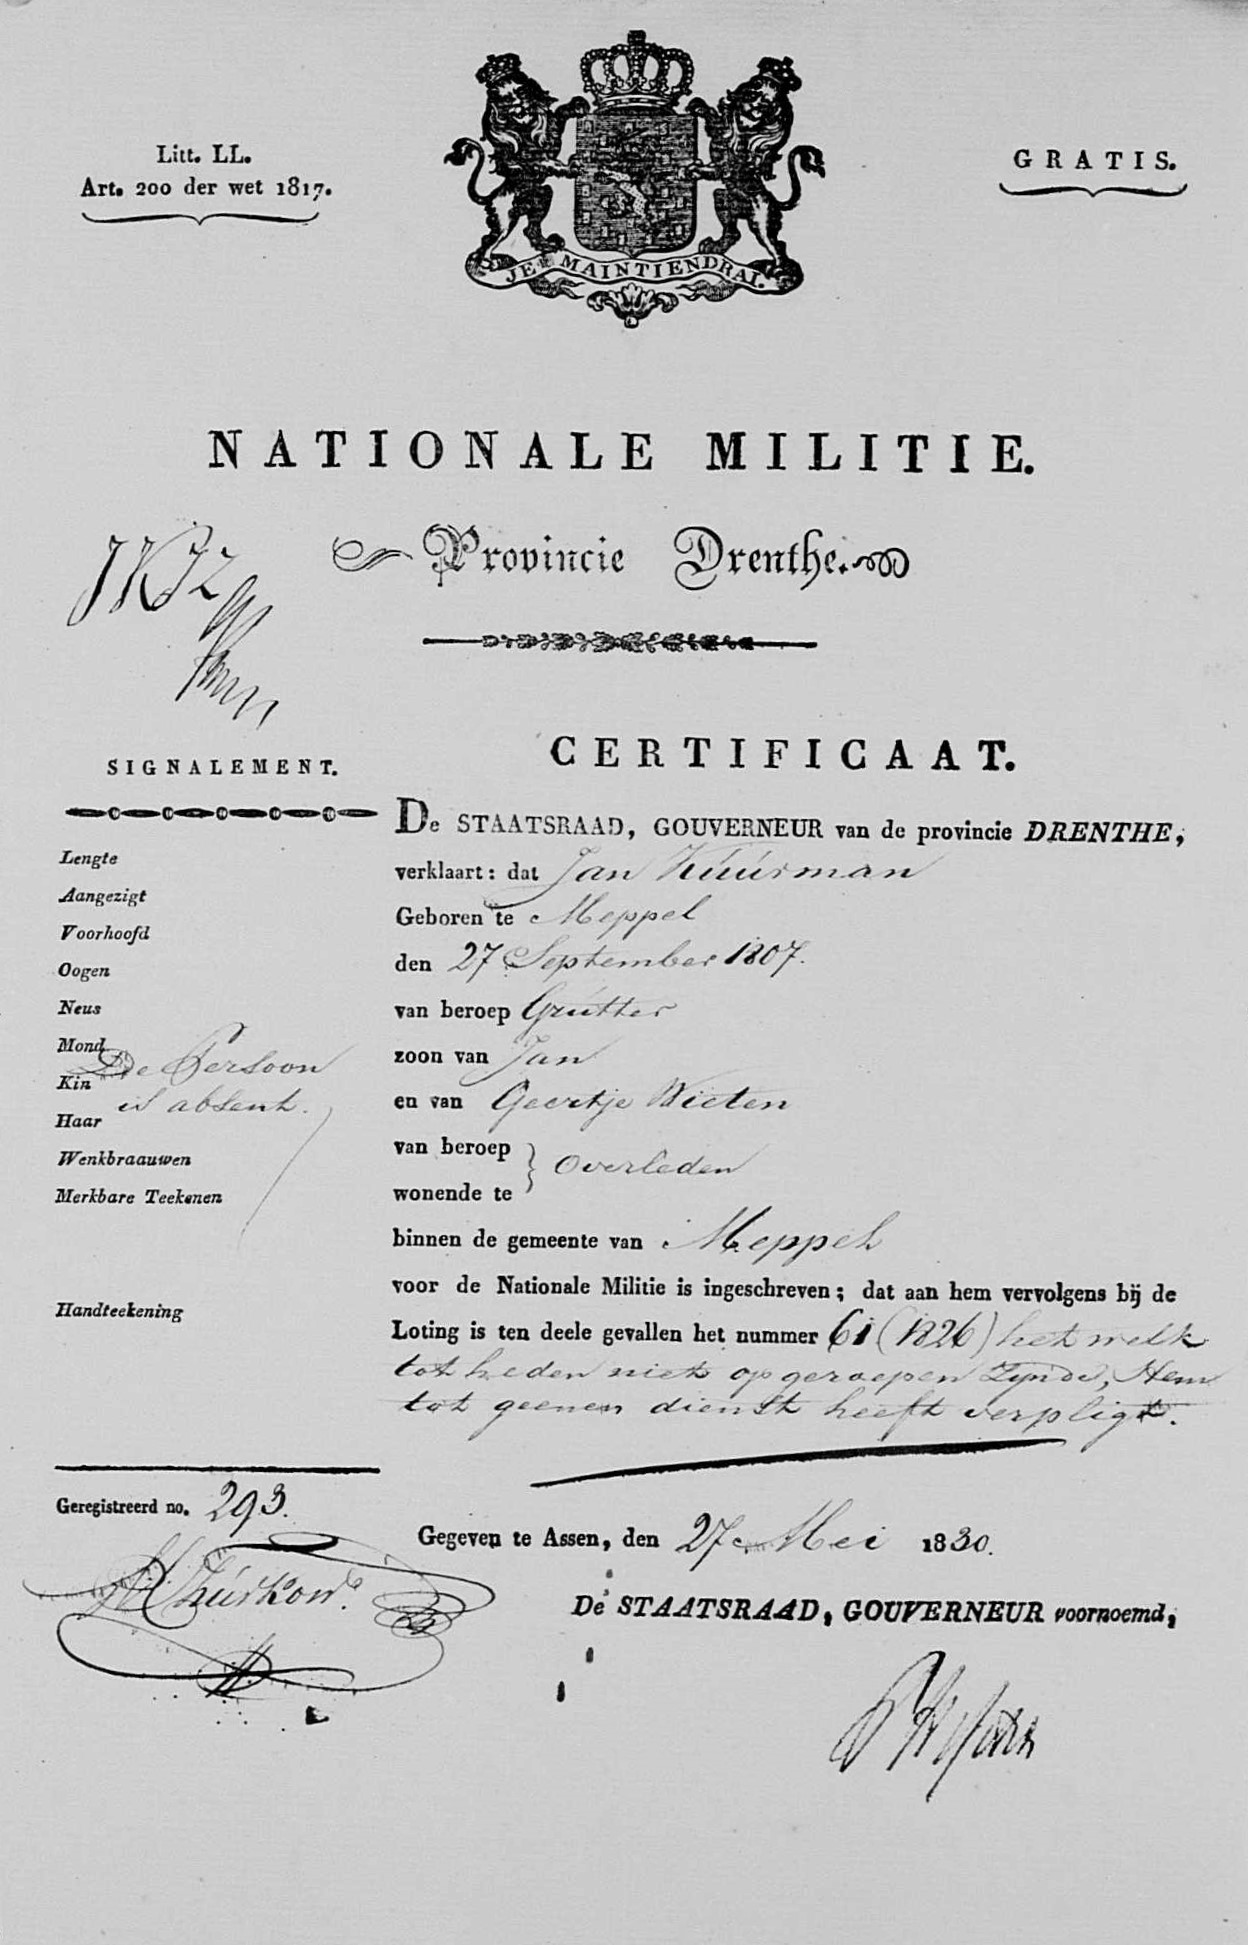 Litt. LL.
Art. 200 der wet 1817.
GRATIS.
JE MAINTIENDRAI.
NATIONALE MILITIE.
Provincie Drenthe.
CERTIFICAAT.
SIGNALEMENT.
Lengte
Aangezigt
Voorhoofd
Oogen
Neus
Mond
De Persoon
Kin
is absent.
Haar
Wenkbraauwen
Merkbare Teekenen
Handteekening
De STAATSRAAD, GOUVERNEUR van de provincie DRENTHE,
verklaart: dat Jan Kúúrman
Geboren te Meppel
den 27 September 1807.
van beroep Grutter
zoon van Jan
en van Geertje Wieten
van beroep
wonende te } overleden
binnen de gemeente van Meppel
voor de Nationale Militie is ingeschreven; dat aan hem vervolgens bij de
Loting is ten deele gevallen het nummer 61 (1826) het welk
tot heden niet opgeroepen zynde, Hem
tot geenen dienst heeft verpligt.
Geregistreerd no. 293.
Gegeven te Assen, den 27 Mei 1830.
De STAATSRAAD, GOUVERNEUR voornoemd,